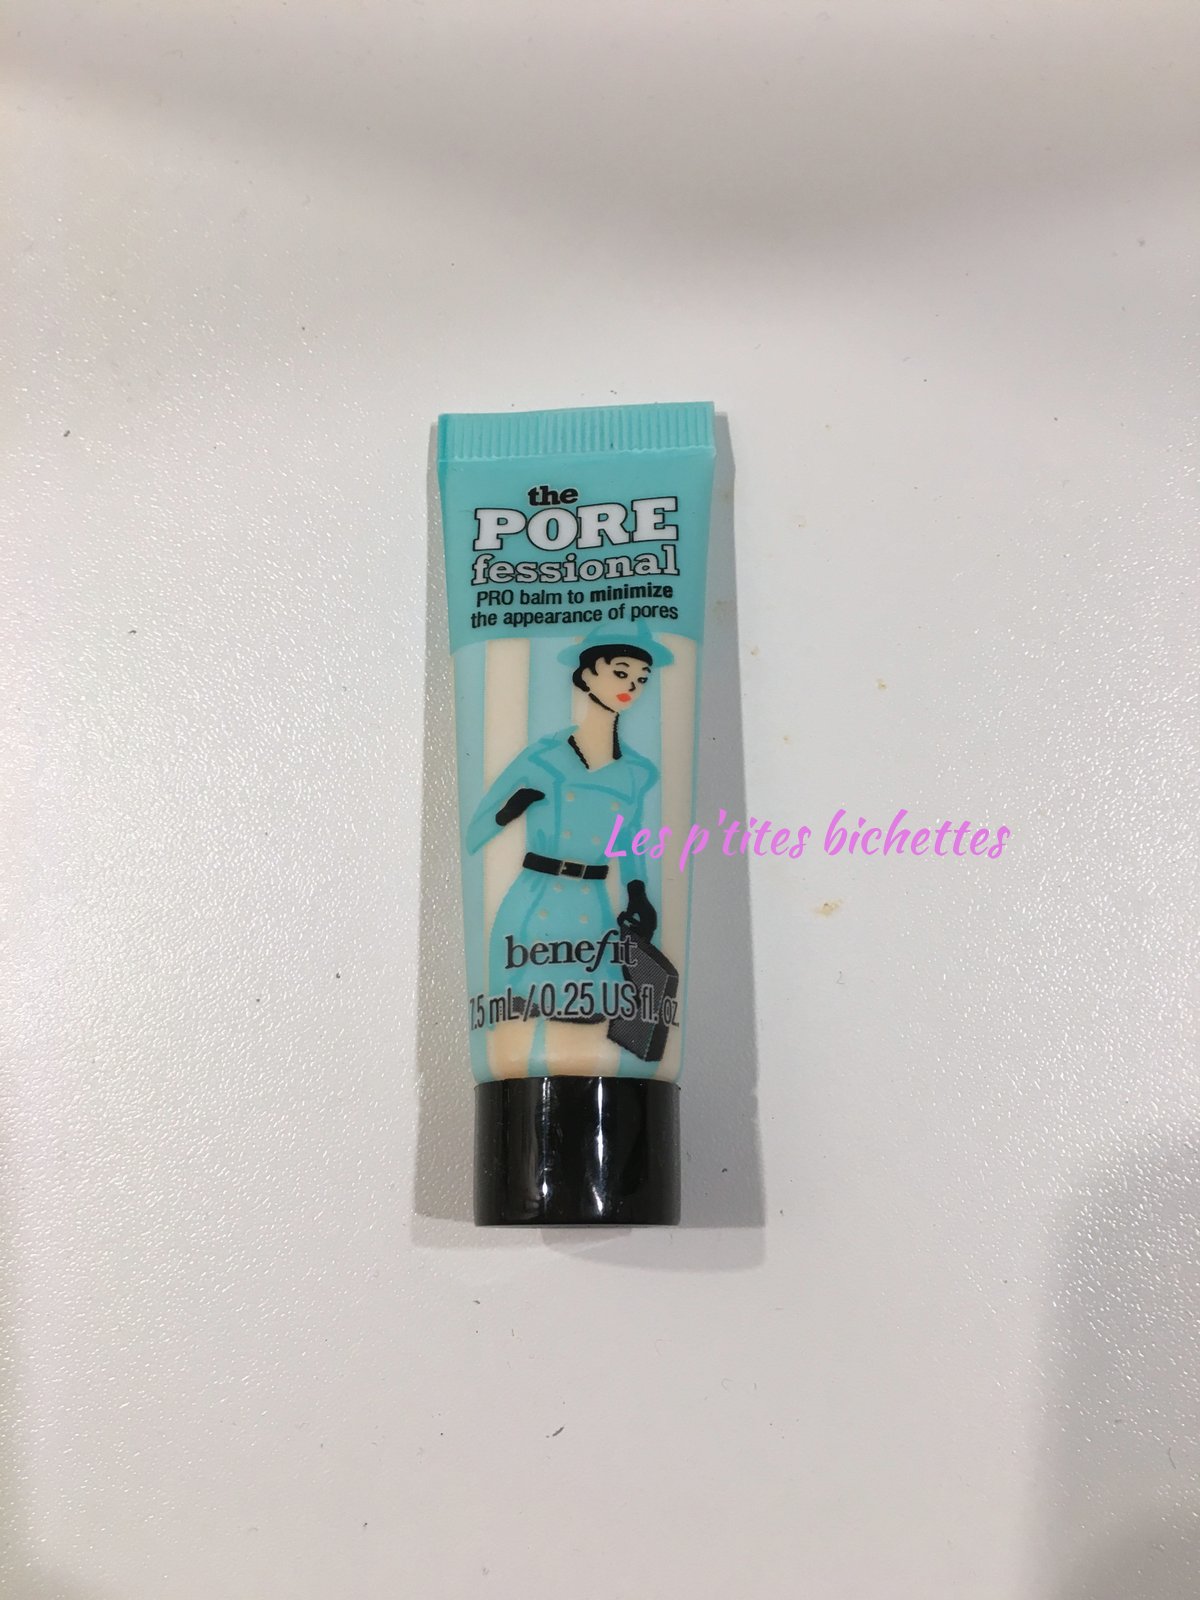 the
PORE
fessional
PRO balm to minimize
the appearance of pores
Les p'tites bichettes
benefit
7.5 mL / 0.25 US fl. oz